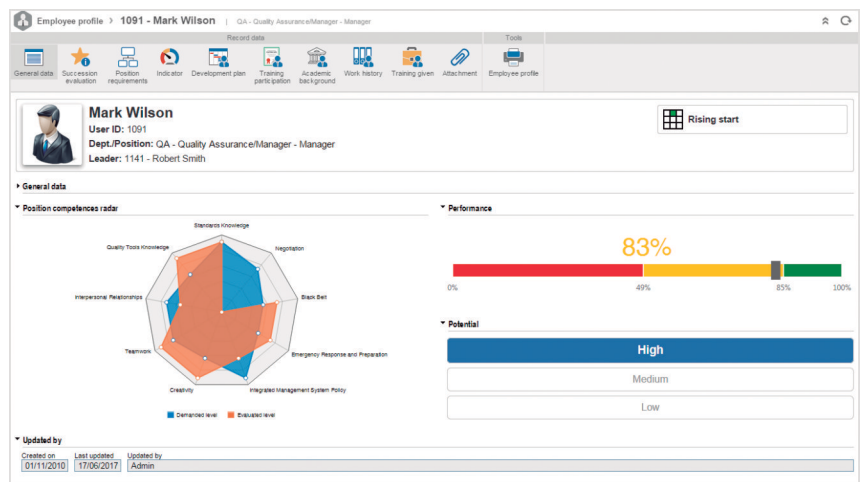 Employee profile > 1091 - Mark Wilson | QA - Quality Assurance/Manager - Manager
Record data
Tools
General data
Succession evaluation
Position requirements
Indicator
Development plan
Training participation
Academic background
Work history
Training given
Attachment
Employee profile
Mark Wilson
User ID: 1091
Dept./Position: QA - Quality Assurance/Manager - Manager
Leader: 1141 - Robert Smith
Rising start
General data
Position competences radar
Standards Knowledge
Quality Tools Knowledge
Negotiation
Interpersonal Relationships
Black Belt
Teamwork
Emergency Response and Preparation
Creativity
Integrated Management System Policy
Demanded level
Evaluated level
Performance
83%
0%
49%
85%
100%
Potential
High
Medium
Low
Updated by
Created on
Last updated
Updated by
01/11/2010
17/06/2017
Admin